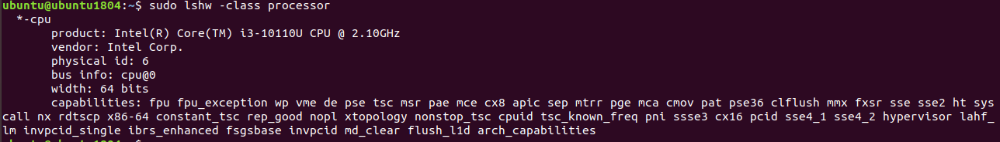 ubuntu@ubuntu1804:~$ sudo lshw -class processor
*-cpu
product: Intel(R) Core(TM) i3-10110U CPU @ 2.10GHz
vendor: Intel Corp.
physical id: 6
bus info: cpu@0
width: 64 bits
capabilities: fpu fpu_exception wp vme de pse tsc msr pae mce cx8 apic sep mtrr pge mca cmov pat pse36 clflush mmx fxsr sse sse2 ht sys
call nx rdtscp x86-64 constant_tsc rep_good nopl xtopology nonstop_tsc cpuid tsc_known_freq pni ssse3 cx16 pcid sse4_1 sse4_2 hypervisor lahf_
lm invpcid_single ibrs_enhanced fsgsbase invpcid md_clear flush_l1d arch_capabilities